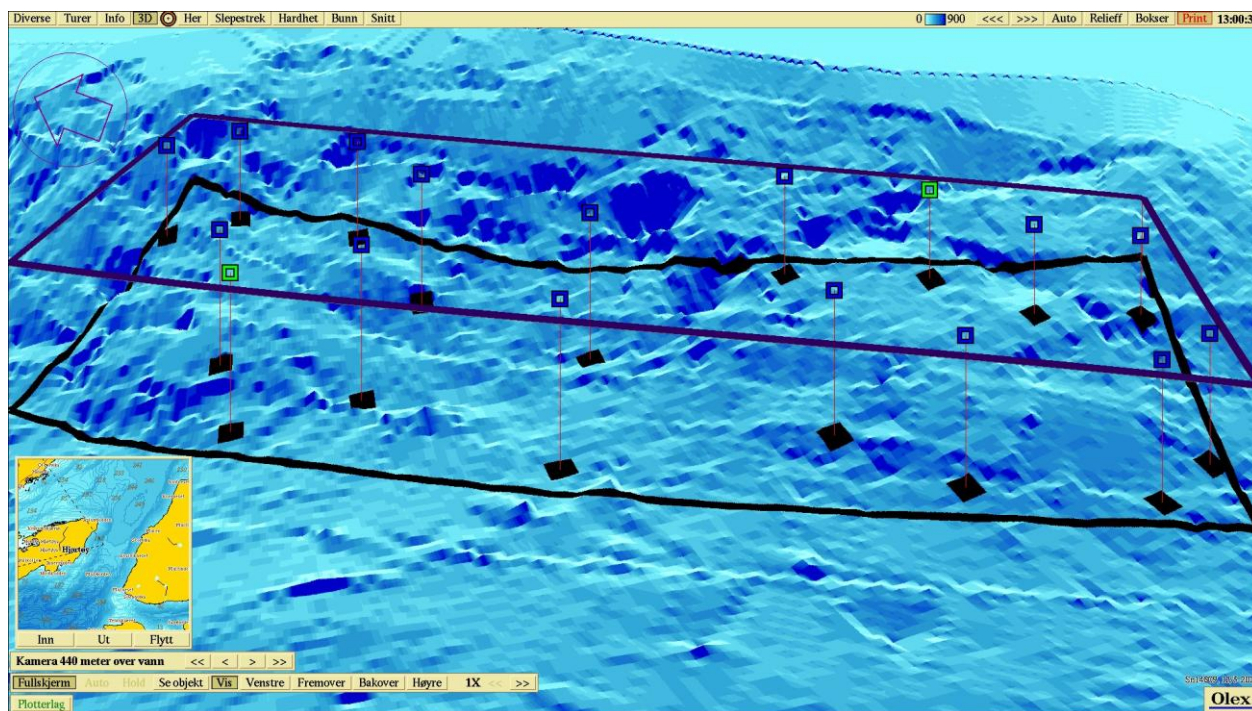 Diverse Turer Info 3D Her Slepestrek Hardhet Bunn Snitt 0 900 <<< >>> Auto Relieff Bokser Print 13:00:3
Hjartøy
Inn Ut Flytt
Kamera 440 meter over vann << < > >>
Fullskjerm Auto Hold Se objekt Vis Venstre Fremover Bakover Høyre 1X << >>
Plotterlag
Olex